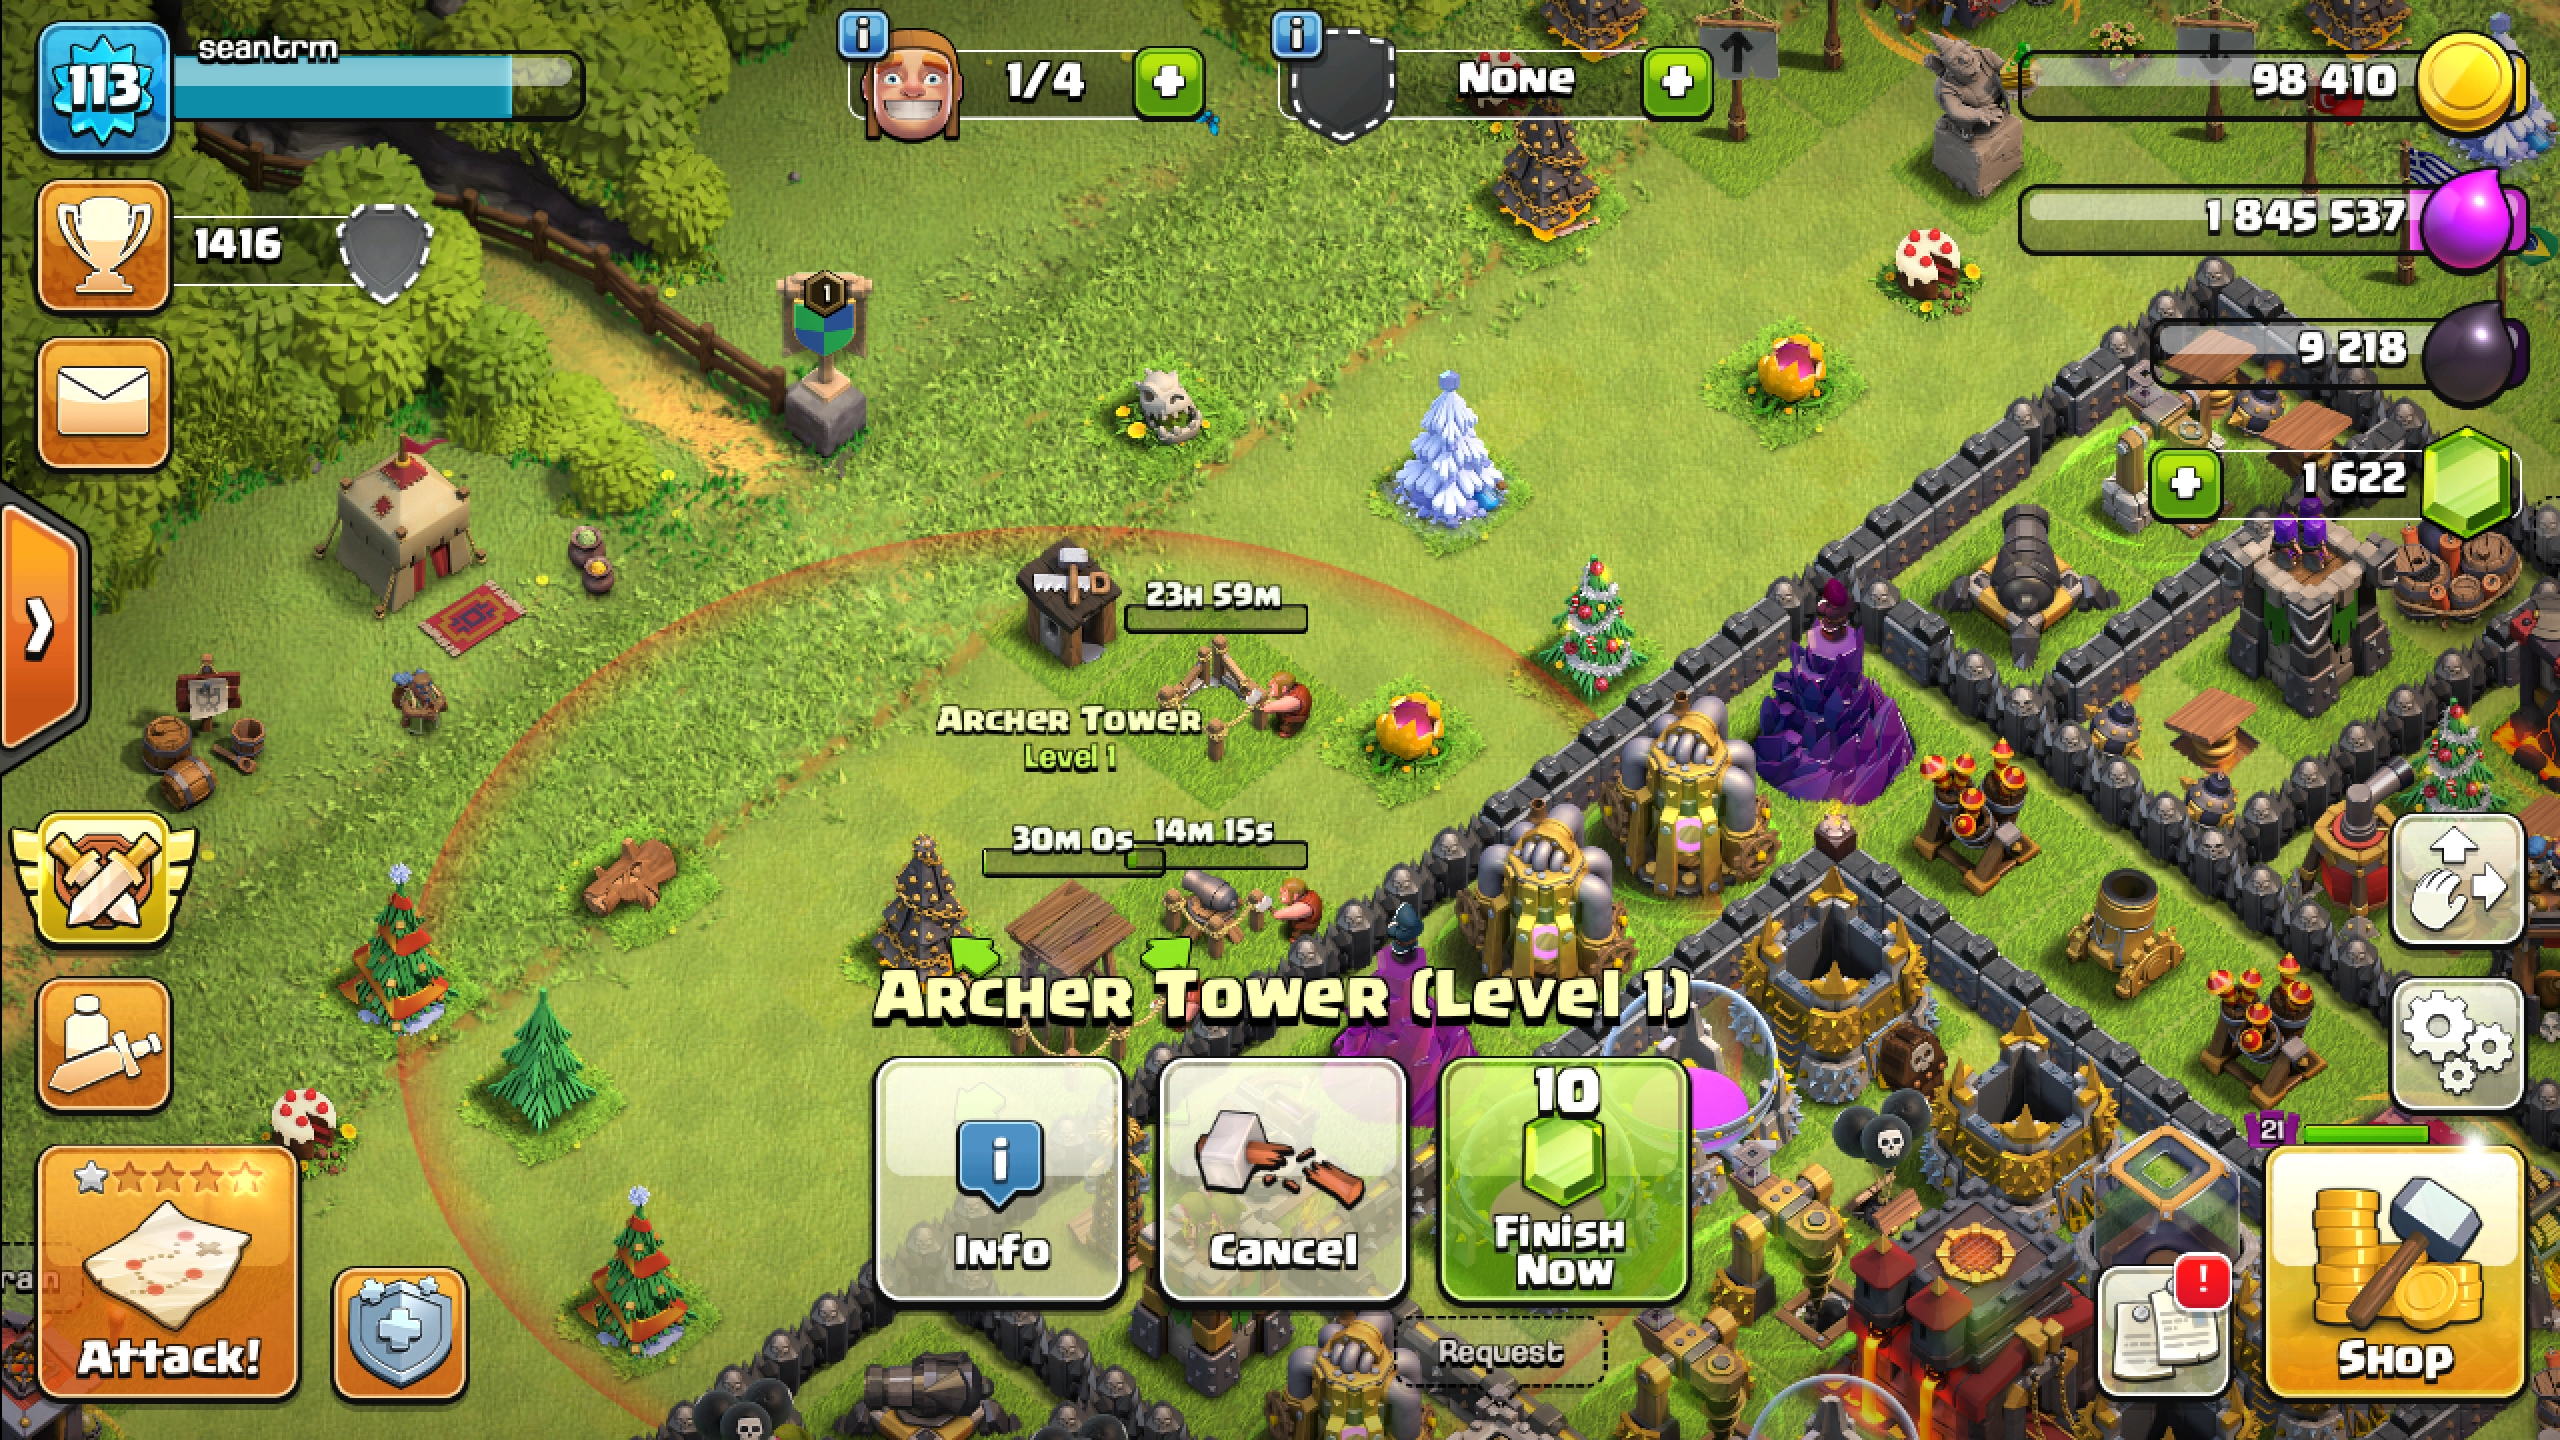 113
seantrm
1/4
None
98 410
1416
1 845 537
9 218
1 622
1
23H 59M
Archer Tower
Level 1
30M 0s
14M 15s
Archer Tower (Level 1)
Info
Cancel
10
Finish Now
21
Attack!
Request
!
Shop